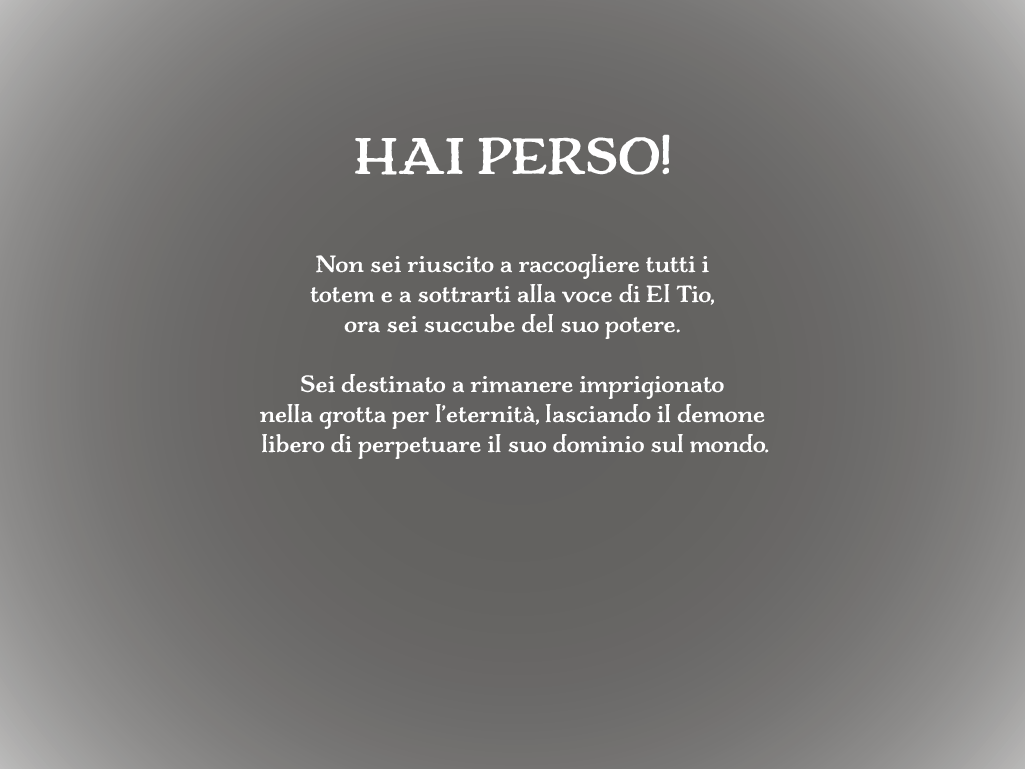 HAI PERSO!
Non sei riuscito a raccogliere tutti i
totem e a sottrarti alla voce di El Tio,
ora sei succube del suo potere.
Sei destinato a rimanere imprigionato
nella grotta per l'eternità, lasciando il demone
libero di perpetuare il suo dominio sul mondo.